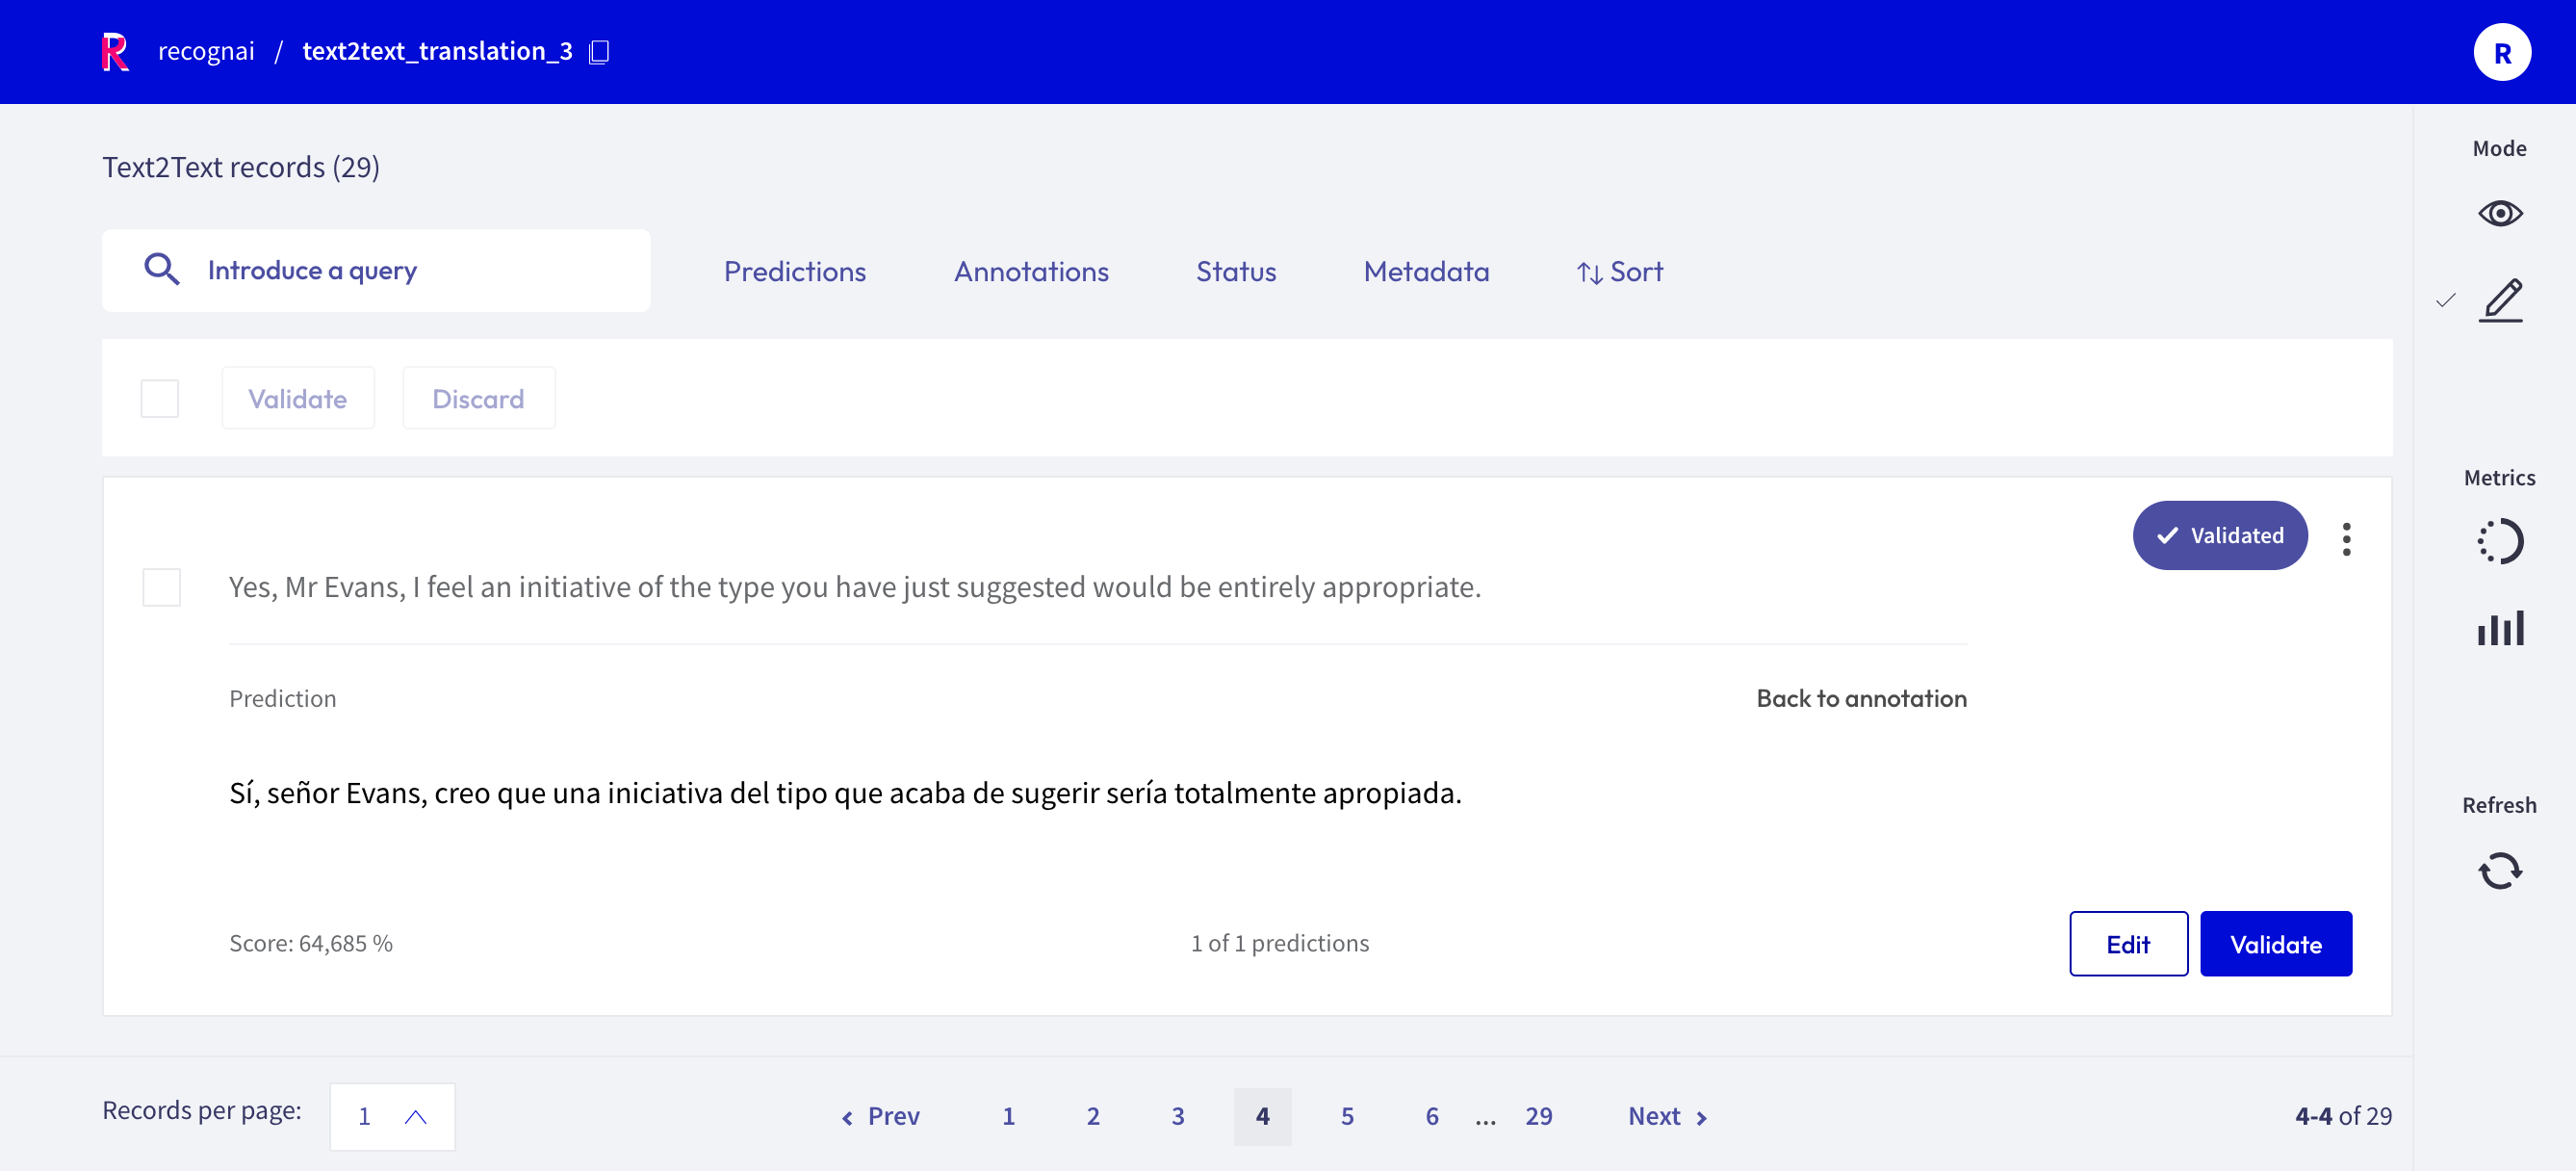 R recognai / text2text_translation_3 R
Text2Text records (29)
Introduce a query Predictions Annotations Status Metadata Sort
Validate Discard
Validated
Yes, Mr Evans, I feel an initiative of the type you have just suggested would be entirely appropriate.
Prediction Back to annotation
Sí, señor Evans, creo que una iniciativa del tipo que acaba de sugerir sería totalmente apropiada.
Score: 64,685 % 1 of 1 predictions Edit Validate
Records per page: 1 Prev 1 2 3 4 5 6 ... 29 Next 4-4 of 29
Mode
Metrics
Refresh